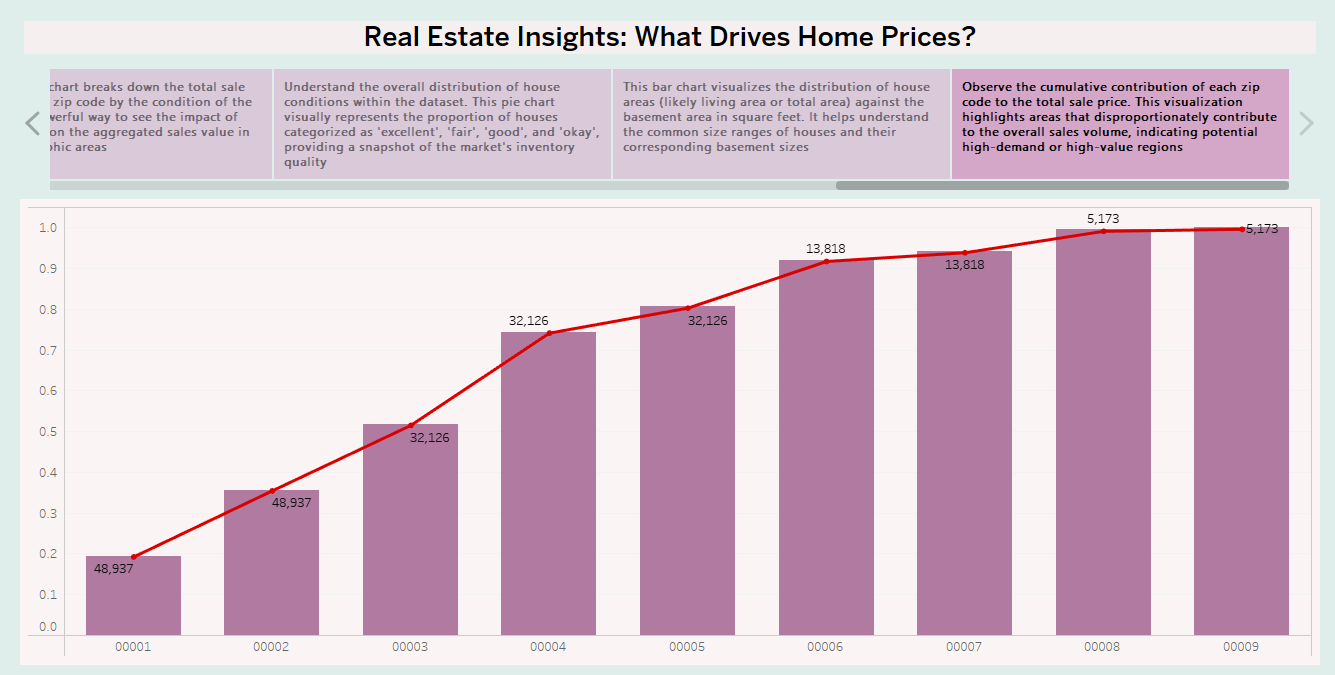 Real Estate Insights: What Drives Home Prices?
chart breaks down the total sale
zip code by the condition of the
werful way to see the impact of
on the aggregated sales value in
phic areas
Understand the overall distribution of house
conditions within the dataset. This pie chart
visually represents the proportion of houses
categorized as 'excellent', 'fair', 'good', and 'okay',
providing a snapshot of the market's inventory
quality
This bar chart visualizes the distribution of house
areas (likely living area or total area) against the
basement area in square feet. It helps understand
the common size ranges of houses and their
corresponding basement sizes
Observe the cumulative contribution of each zip
code to the total sale price. This visualization
highlights areas that disproportionately contribute
to the overall sales volume, indicating potential
high-demand or high-value regions
1.0
0.9
0.8
0.7
0.6
0.5
0.4
0.3
0.2
0.1
0.0
48,937
48,937
32,126
32,126
32,126
13,818
13,818
5,173
5,173
00001
00002
00003
00004
00005
00006
00007
00008
00009